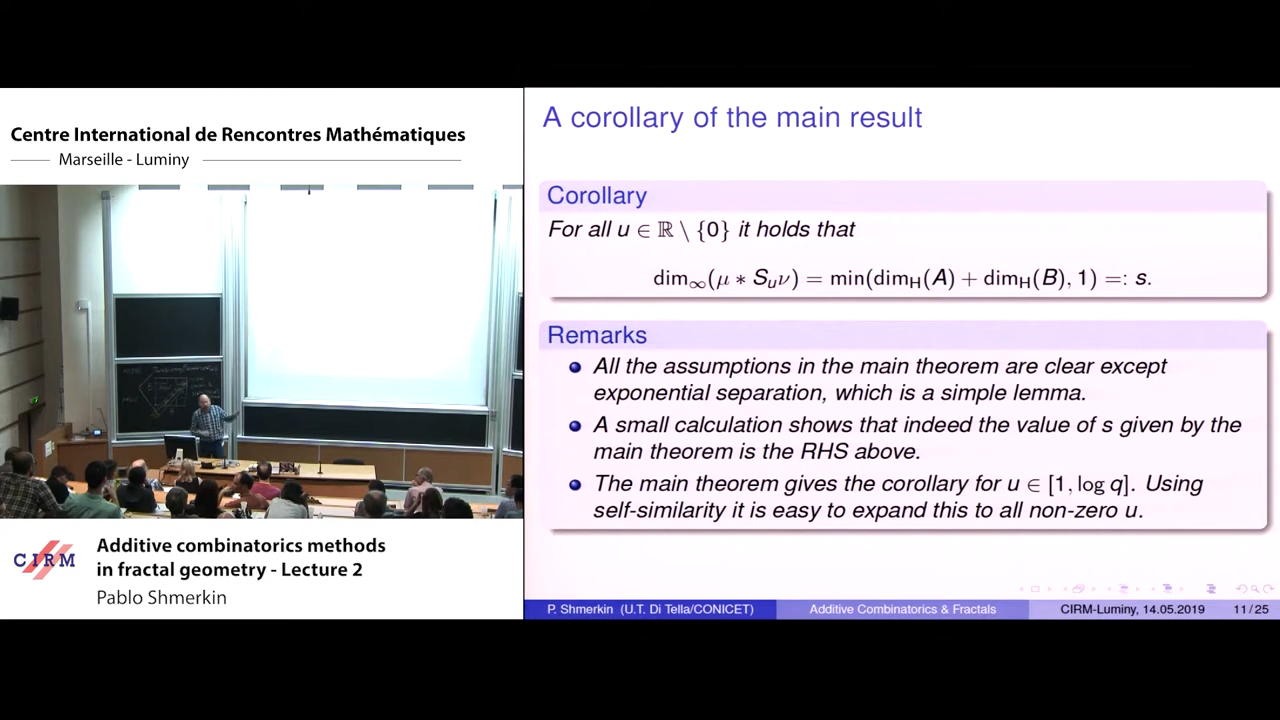 Centre International de Rencontres Mathématiques
Marseille - Luminy
CIRM
Additive combinatorics methods
in fractal geometry - Lecture 2
Pablo Shmerkin
A corollary of the main result
Corollary
For all u ∈ ℝ \ {0} it holds that
dim∞(μ ∗ Sᵤν) = min(dim_H(A) + dim_H(B), 1) =: s.
Remarks
All the assumptions in the main theorem are clear except
exponential separation, which is a simple lemma.
A small calculation shows that indeed the value of s given by the
main theorem is the RHS above.
The main theorem gives the corollary for u ∈ [1, log q]. Using
self-similarity it is easy to expand this to all non-zero u.
P. Shmerkin (U.T. Di Tella/CONICET)
Additive Combinatorics & Fractals
CIRM-Luminy, 14.05.2019
11 / 25